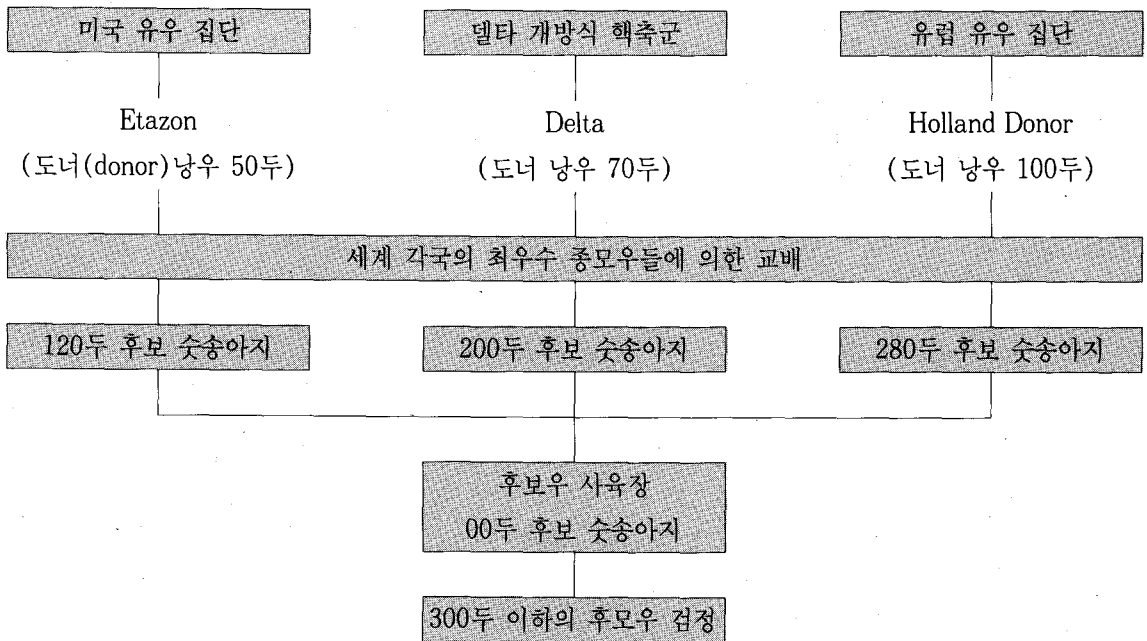 미국 유우 집단
델타 개방식 핵축군
유럽 유우 집단
Etazon
Delta
Holland Donor
(도너(donor)낭우 50두)
(도너 낭우 70두)
(도너 낭우 100두)
세계 각국의 최우수 종모우들에 의한 교배
120두 후보 숫송아지
200두 후보 숫송아지
280두 후보 숫송아지
후보우 사육장
00두 후보 숫송아지
300두 이하의 후모우 검정